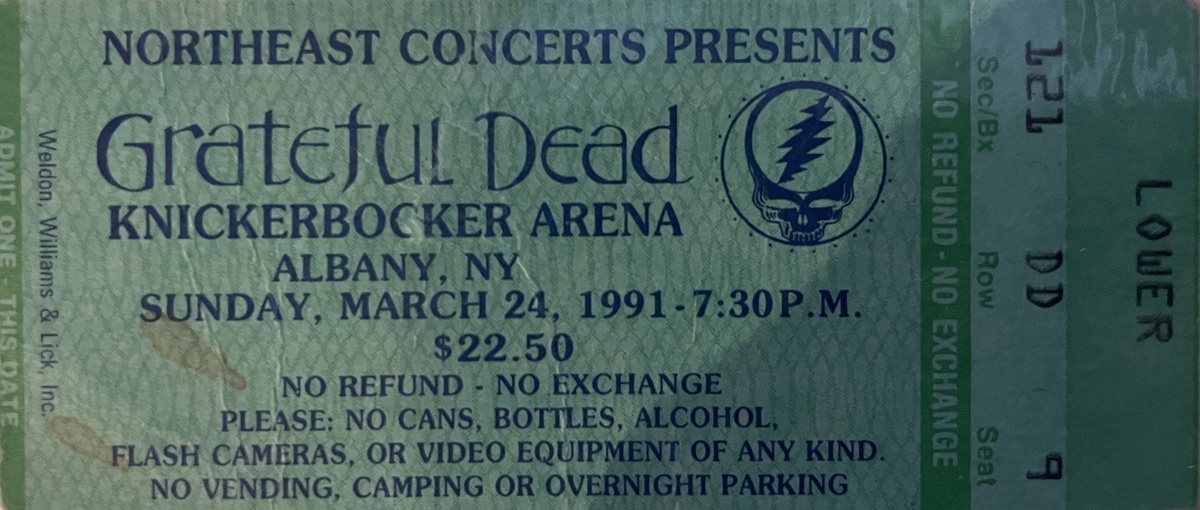 NORTHEAST CONCERTS PRESENTS
Grateful Dead
KNICKERBOCKER ARENA
ALBANY, NY
SUNDAY, MARCH 24, 1991-7:30P.M.
$22.50
NO REFUND - NO EXCHANGE
PLEASE: NO CANS, BOTTLES, ALCOHOL,
FLASH CAMERAS, OR VIDEO EQUIPMENT OF ANY KIND.
NO VENDING, CAMPING OR OVERNIGHT PARKING
ADMIT ONE - THIS DATE
Weldon, Williams & Lick, Inc.
NO REFUND - NO EXCHANGE
Sec/Bx Row Seat
121 DD 9
LOWER